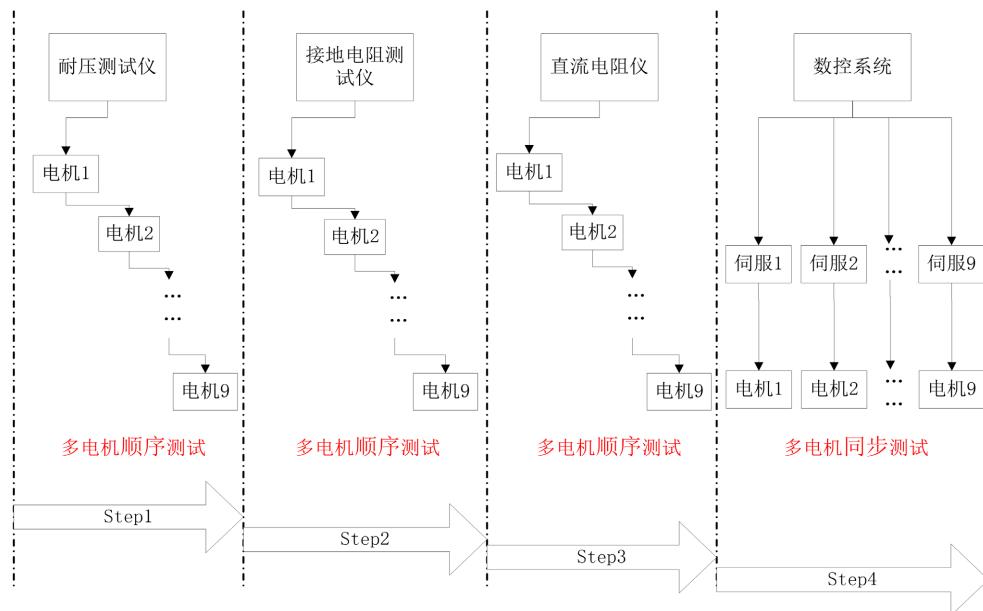 耐压测试仪
电机1
电机2
……
电机9
多电机顺序测试
Step1
接地电阻测
试仪
电机1
电机2
……
电机9
多电机顺序测试
Step2
直流电阻仪
电机1
电机2
……
电机9
多电机顺序测试
Step3
数控系统
伺服1 伺服2 …… 伺服9
电机1 电机2 …… 电机9
多电机同步测试
Step4